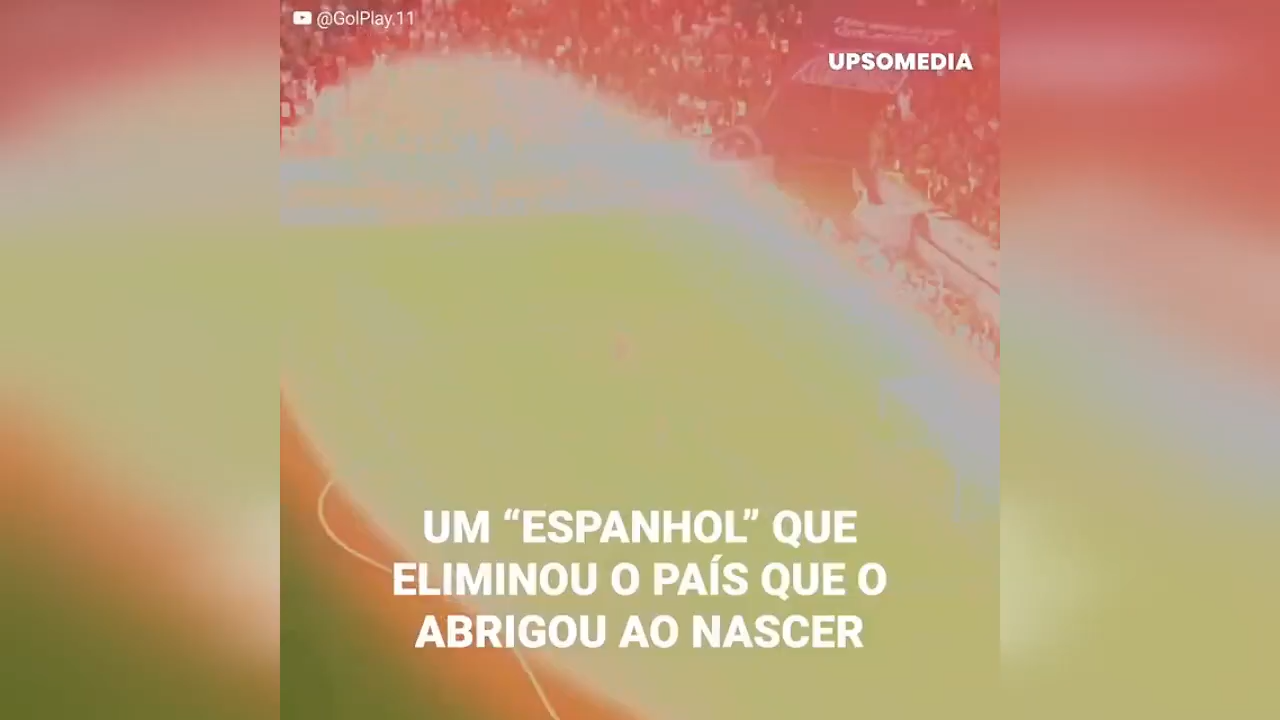 @GolPlay.11
UPSOMEDIA
UM “ESPANHOL” QUE
ELIMINOU O PAÍS QUE O
ABRIGOU AO NASCER